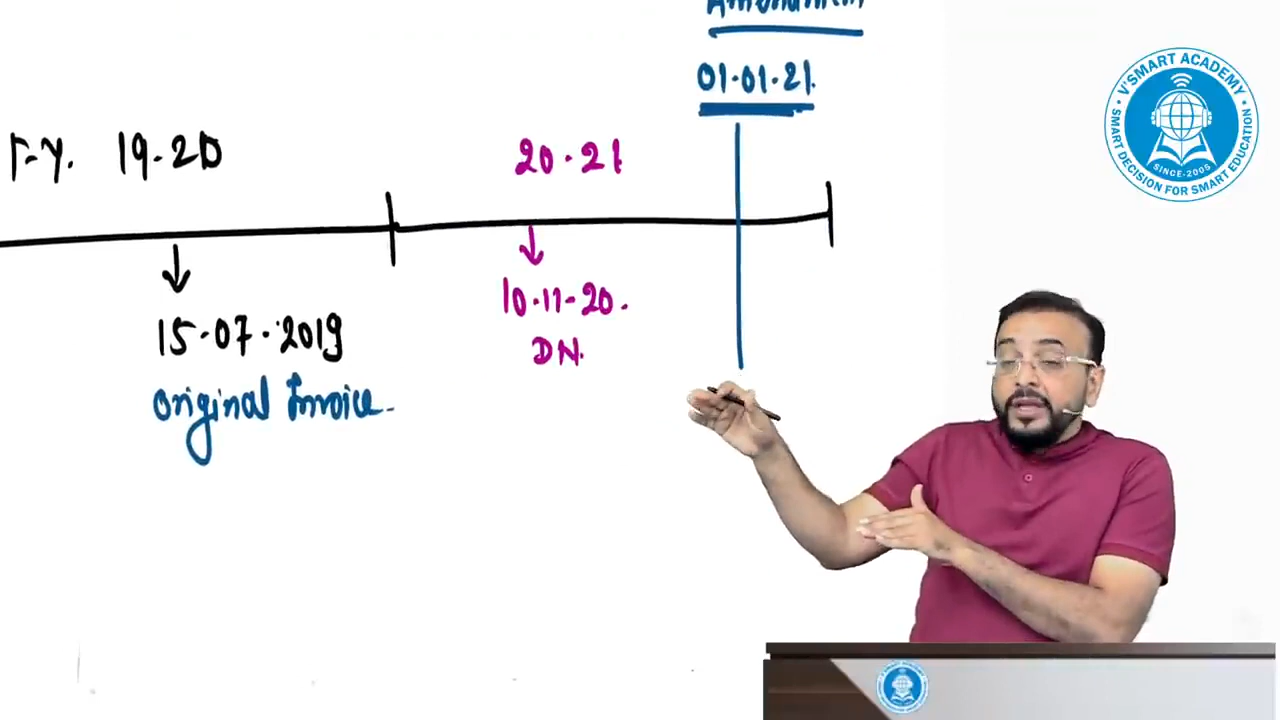 Amendment
01.01.21.
F.Y. 19-20
20-21
15.07.2019
Original Invoice.
10.11-20.
DN.
V'SMART ACADEMY
SMART DECISION FOR SMART EDUCATION
SINCE-2005